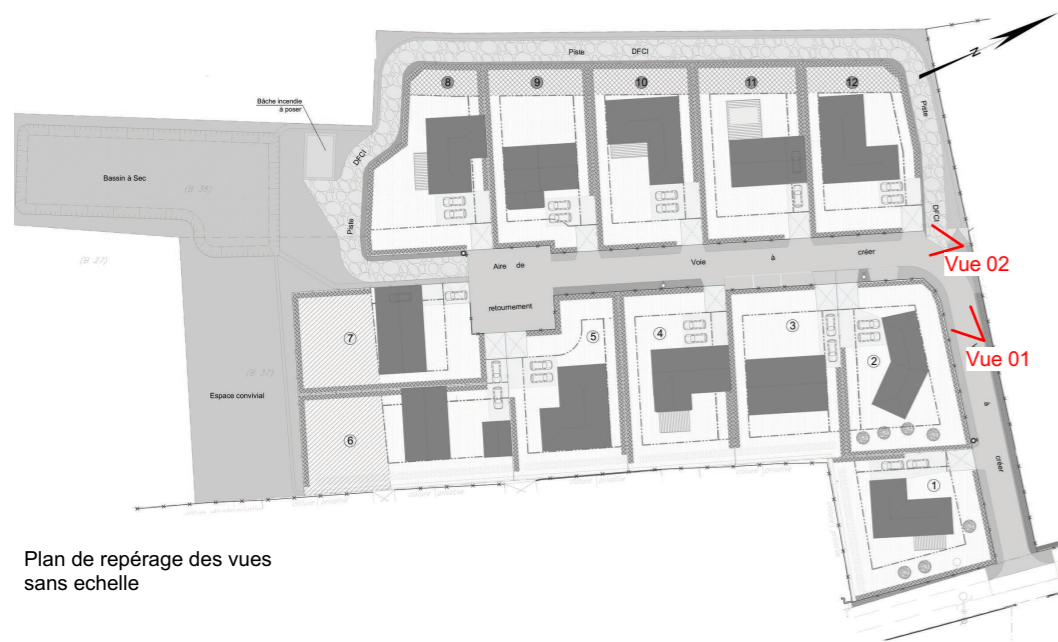 N
Piste DFCI
8
9
10
11
12
Bâche incendie
à poser
Piste
DFCI
Bassin à Sec
(B 36)
Piste
DFCI
(B 27)
Aire de
retournement
Voie à créer
Vue 02
7
5
4
3
2
Vue 01
(B 37)
Espace convivial
6
à
créer
1
Plan de repérage des vues
sans echelle